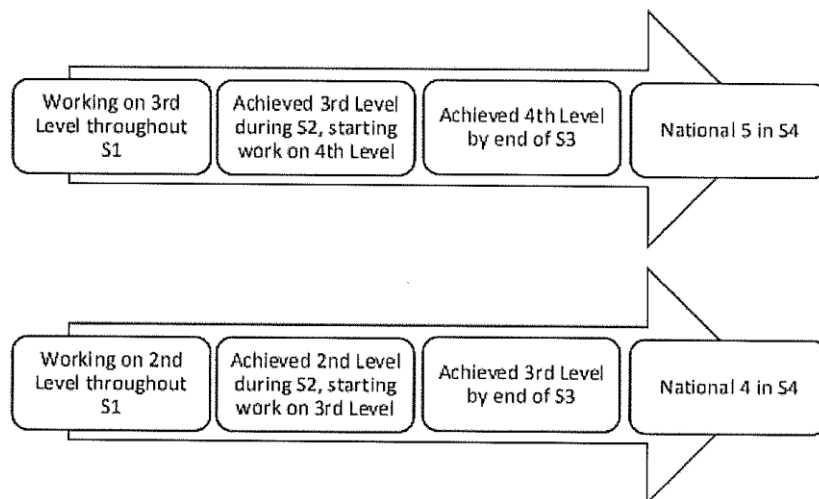 Working on 3rd
Level throughout
S1
Achieved 3rd Level
during S2, starting
work on 4th Level
Achieved 4th Level
by end of S3
National 5 in S4
Working on 2nd
Level throughout
S1
Achieved 2nd Level
during S2, starting
work on 3rd Level
Achieved 3rd Level
by end of S3
National 4 in S4